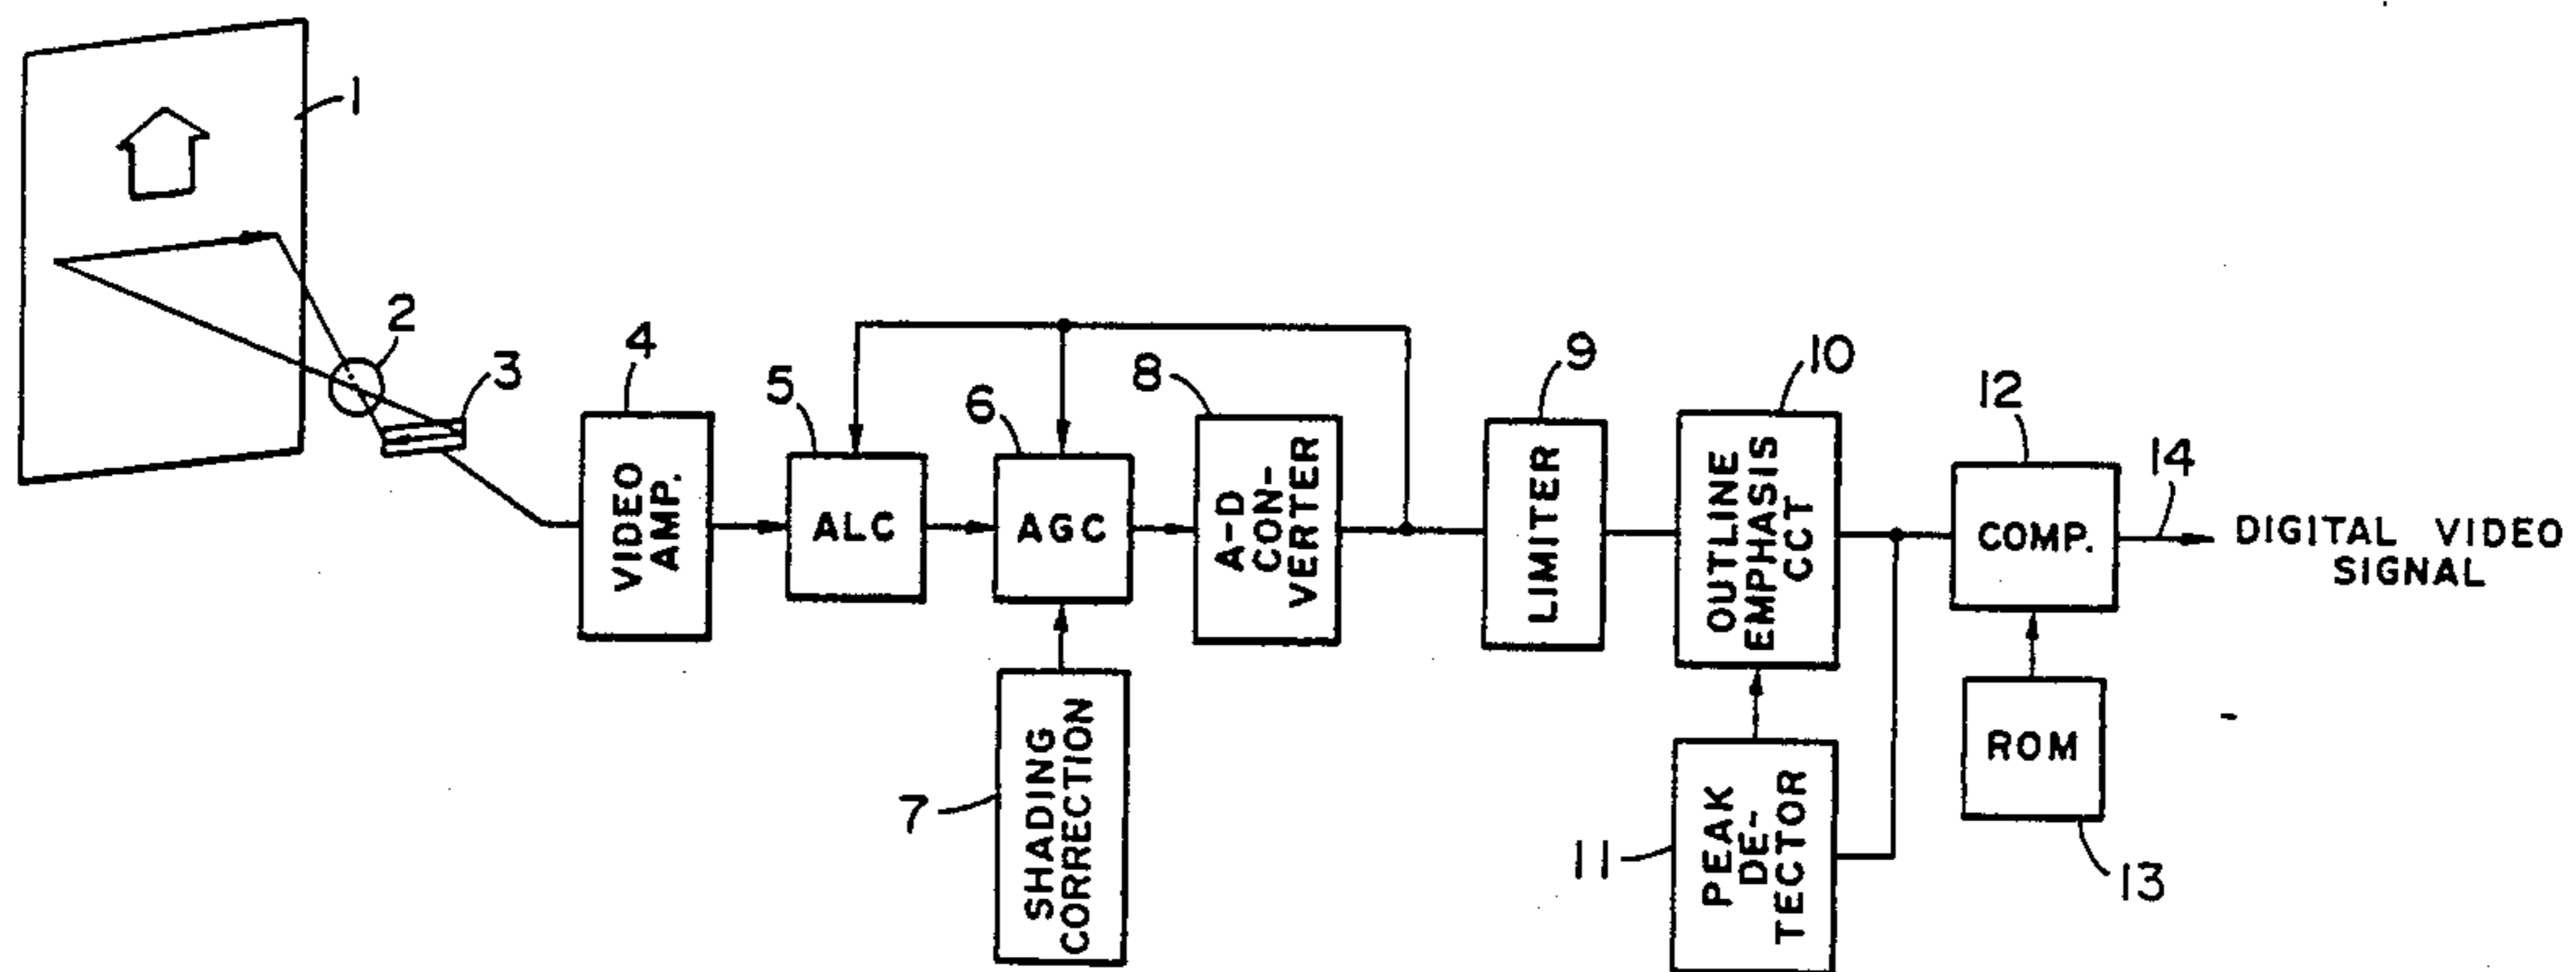 1
2
3
4
VIDEO
AMP.
5
ALC
6
AGC
7
SHADING
CORRECTION
8
A-D
CON-
VERTER
9
LIMITER
10
OUTLINE
EMPHASIS
CCT
11
PEAK
DE-
TECTOR
12
COMP.
13
ROM
14
DIGITAL VIDEO
SIGNAL